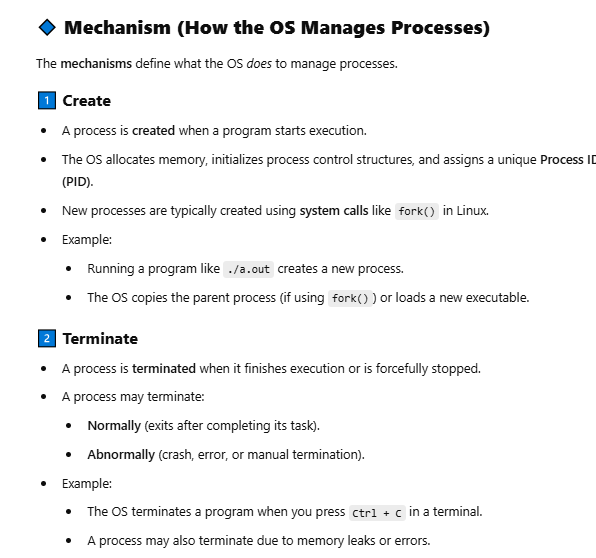 Mechanism (How the OS Manages Processes)
The mechanisms define what the OS does to manage processes.
1 Create
• A process is created when a program starts execution.
• The OS allocates memory, initializes process control structures, and assigns a unique Process ID
(PID).
• New processes are typically created using system calls like fork() in Linux.
• Example:
• Running a program like ./a.out creates a new process.
• The OS copies the parent process (if using fork() ) or loads a new executable.
2 Terminate
• A process is terminated when it finishes execution or is forcefully stopped.
• A process may terminate:
• Normally (exits after completing its task).
• Abnormally (crash, error, or manual termination).
• Example:
• The OS terminates a program when you press Ctrl + C in a terminal.
• A process may also terminate due to memory leaks or errors.